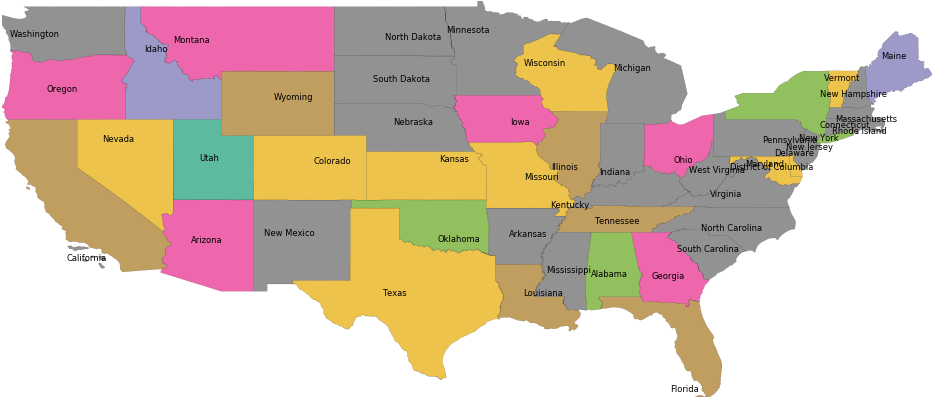 Washington
Idaho
Montana
North Dakota
Minnesota
Wisconsin
Michigan
Vermont
Maine
New Hampshire
Oregon
Wyoming
South Dakota
Nebraska
Iowa
Massachusetts
Connecticut
Rhode Island
New York
Pennsylvania
New Jersey
Nevada
Utah
Colorado
Kansas
Missouri
Illinois
Indiana
Ohio
West Virginia
Maryland
Delaware
District of Columbia
Virginia
Kentucky
California
Arizona
New Mexico
Oklahoma
Arkansas
Tennessee
North Carolina
South Carolina
Texas
Louisiana
Mississippi
Alabama
Georgia
Florida